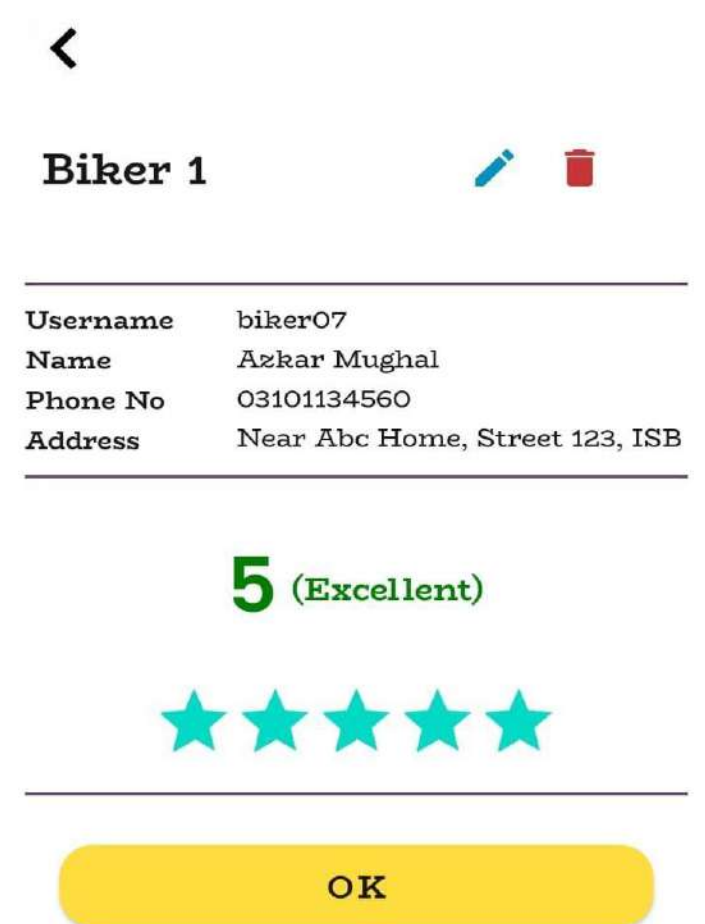 Biker 1
Username biker07
Name Azkar Mughal
Phone No 03101134560
Address Near Abc Home, Street 123, ISB
5 (Excellent)
OK